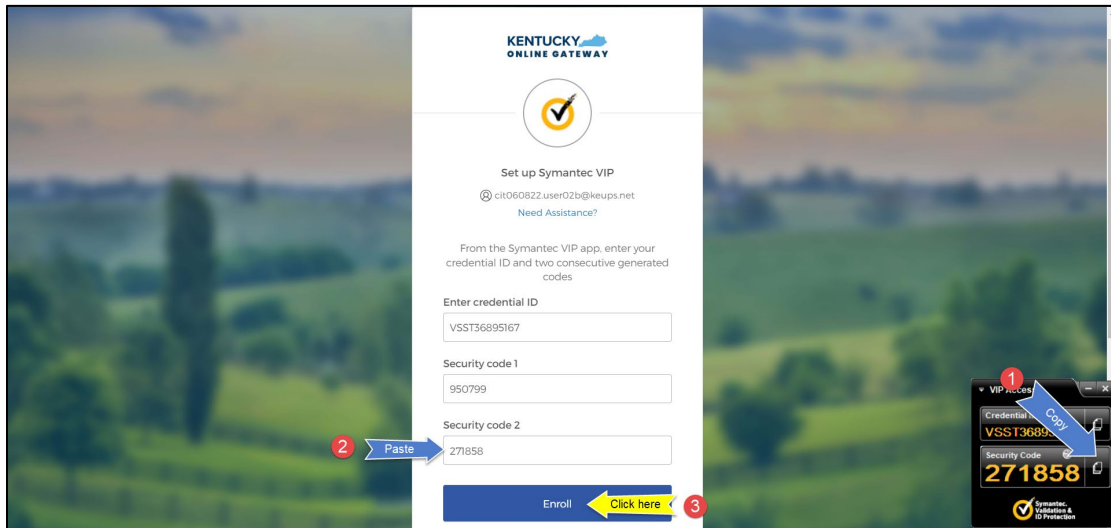 KENTUCKY
ONLINE GATEWAY
Set up Symantec VIP
cit060822.user02b@keups.net
Need Assistance?
From the Symantec VIP app, enter your
credential ID and two consecutive generated
codes
Enter credential ID
VSST36895167
Security code 1
950799
Security code 2
2 Paste
271858
Enroll Click here 3
1
VIP Access
Copy
Credential
VSST3689
Security Code
271858
Symantec.
Validation &
ID Protection